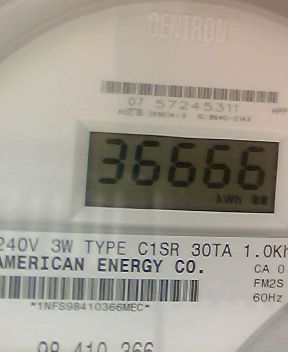 CENTRON®
07 57245311
36666
kWh
240V 3W TYPE C1SR 30TA 1.0Kh
AMERICAN ENERGY CO.
CA 0
FM2S
60Hz
*1NFS98410366MEC*
98 410 366